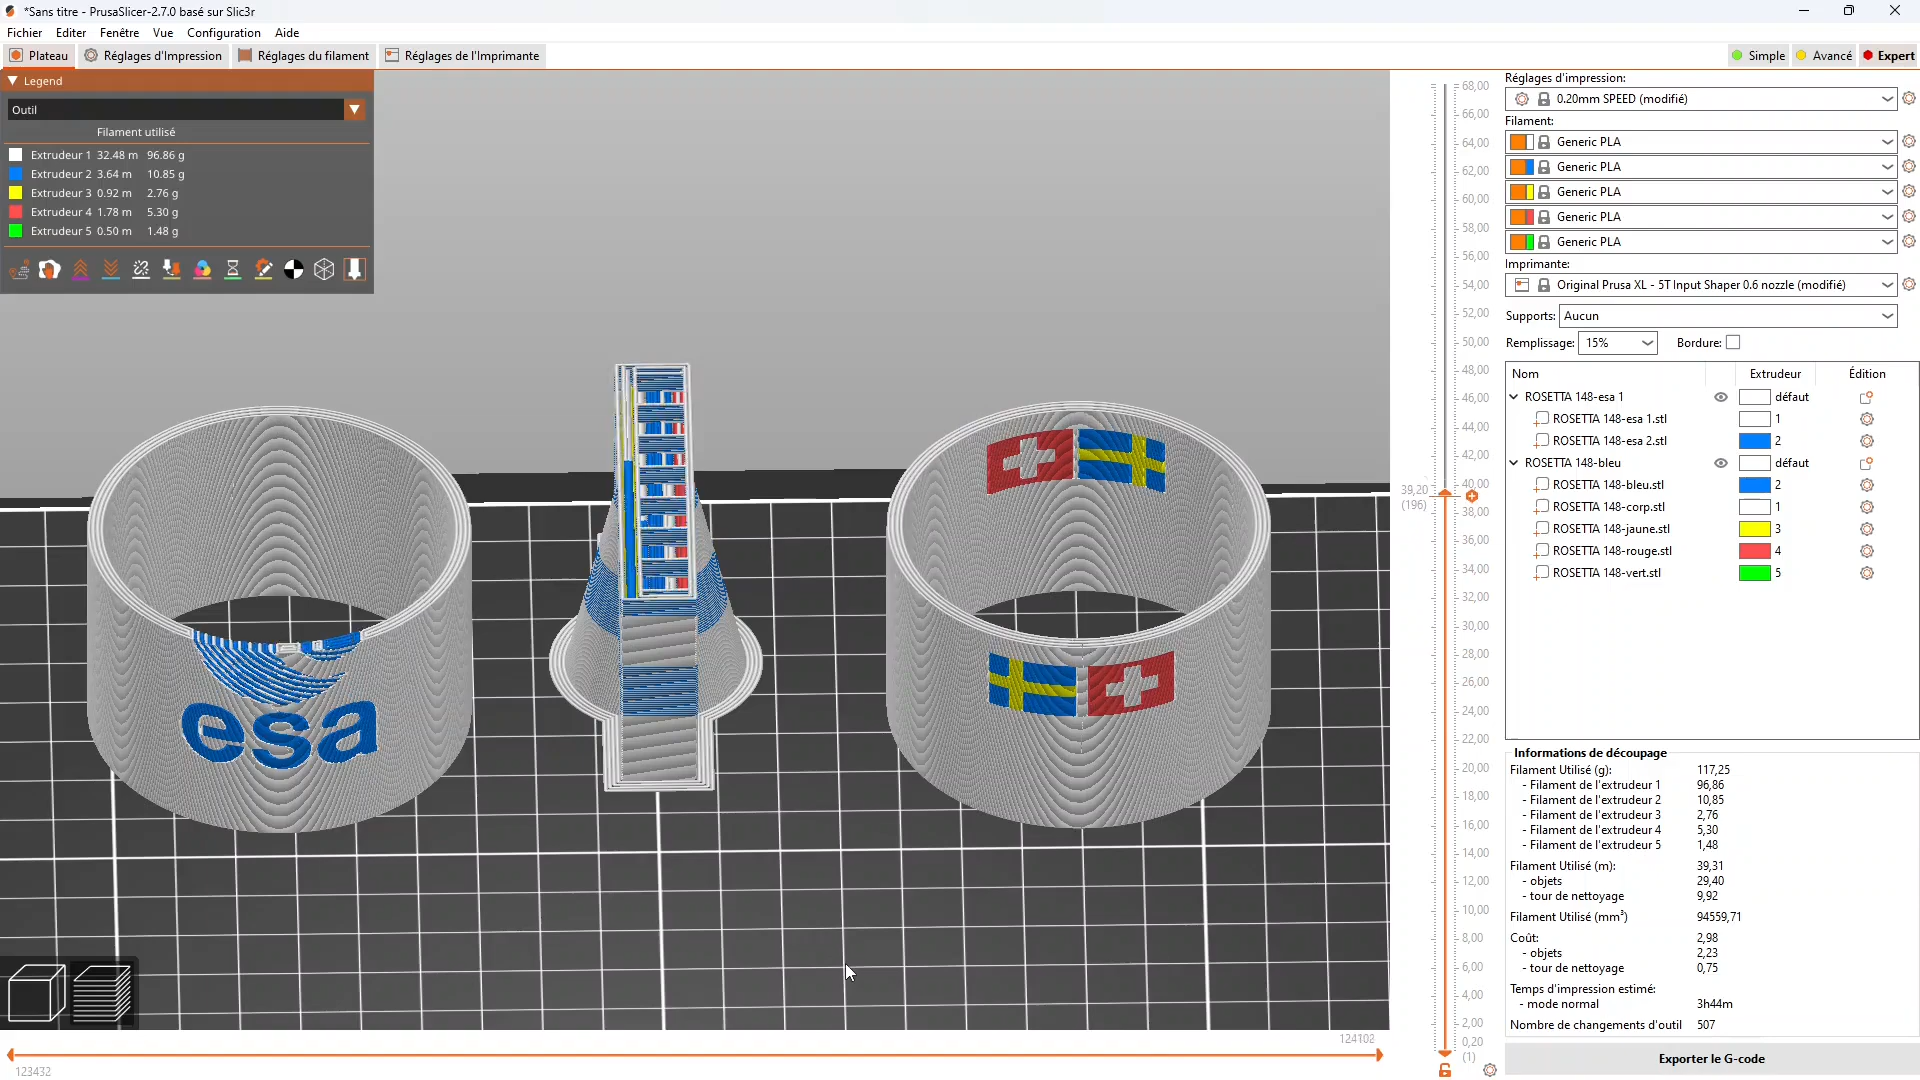 *Sans titre - PrusaSlicer-2.7.0 basé sur Slic3r
Fichier Editer Fenêtre Vue Configuration Aide
Plateau Réglages d'Impression Réglages du filament Réglages de l'Imprimante Simple Avancé Expert
Legend
Outil
Filament utilisé
Extrudeur 1 32.48 m 96.86 g
Extrudeur 2 3.64 m 10.85 g
Extrudeur 3 0.92 m 2.76 g
Extrudeur 4 1.78 m 5.30 g
Extrudeur 5 0.50 m 1.48 g
esa
123432
124102
68,00
66,00
64,00
62,00
60,00
58,00
56,00
54,00
52,00
50,00
48,00
46,00
44,00
42,00
40,00
39,20
(196)
38,00
36,00
34,00
32,00
30,00
28,00
26,00
24,00
22,00
20,00
18,00
16,00
14,00
12,00
10,00
8,00
6,00
4,00
2,00
0,20
(1)
Réglages d'impression:
0.20mm SPEED (modifié)
Filament:
Generic PLA
Generic PLA
Generic PLA
Generic PLA
Generic PLA
Imprimante:
Original Prusa XL - 5T Input Shaper 0.6 nozzle (modifié)
Supports: Aucun
Remplissage: 15% Bordure:
Nom Extrudeur Édition
ROSETTA 148-esa 1 défaut
ROSETTA 148-esa 1.stl 1
ROSETTA 148-esa 2.stl 2
ROSETTA 148-bleu défaut
ROSETTA 148-bleu.stl 2
ROSETTA 148-corp.stl 1
ROSETTA 148-jaune.stl 3
ROSETTA 148-rouge.stl 4
ROSETTA 148-vert.stl 5
Informations de découpage
Filament Utilisé (g): 117,25
- Filament de l'extrudeur 1 96,86
- Filament de l'extrudeur 2 10,85
- Filament de l'extrudeur 3 2,76
- Filament de l'extrudeur 4 5,30
- Filament de l'extrudeur 5 1,48
Filament Utilisé (m): 39,31
- objets 29,40
- tour de nettoyage 9,92
Filament Utilisé (mm³) 94559,71
Coût: 2,98
- objets 2,23
- tour de nettoyage 0,75
Temps d'impression estimé:
- mode normal 3h44m
Nombre de changements d'outil 507
Exporter le G-code